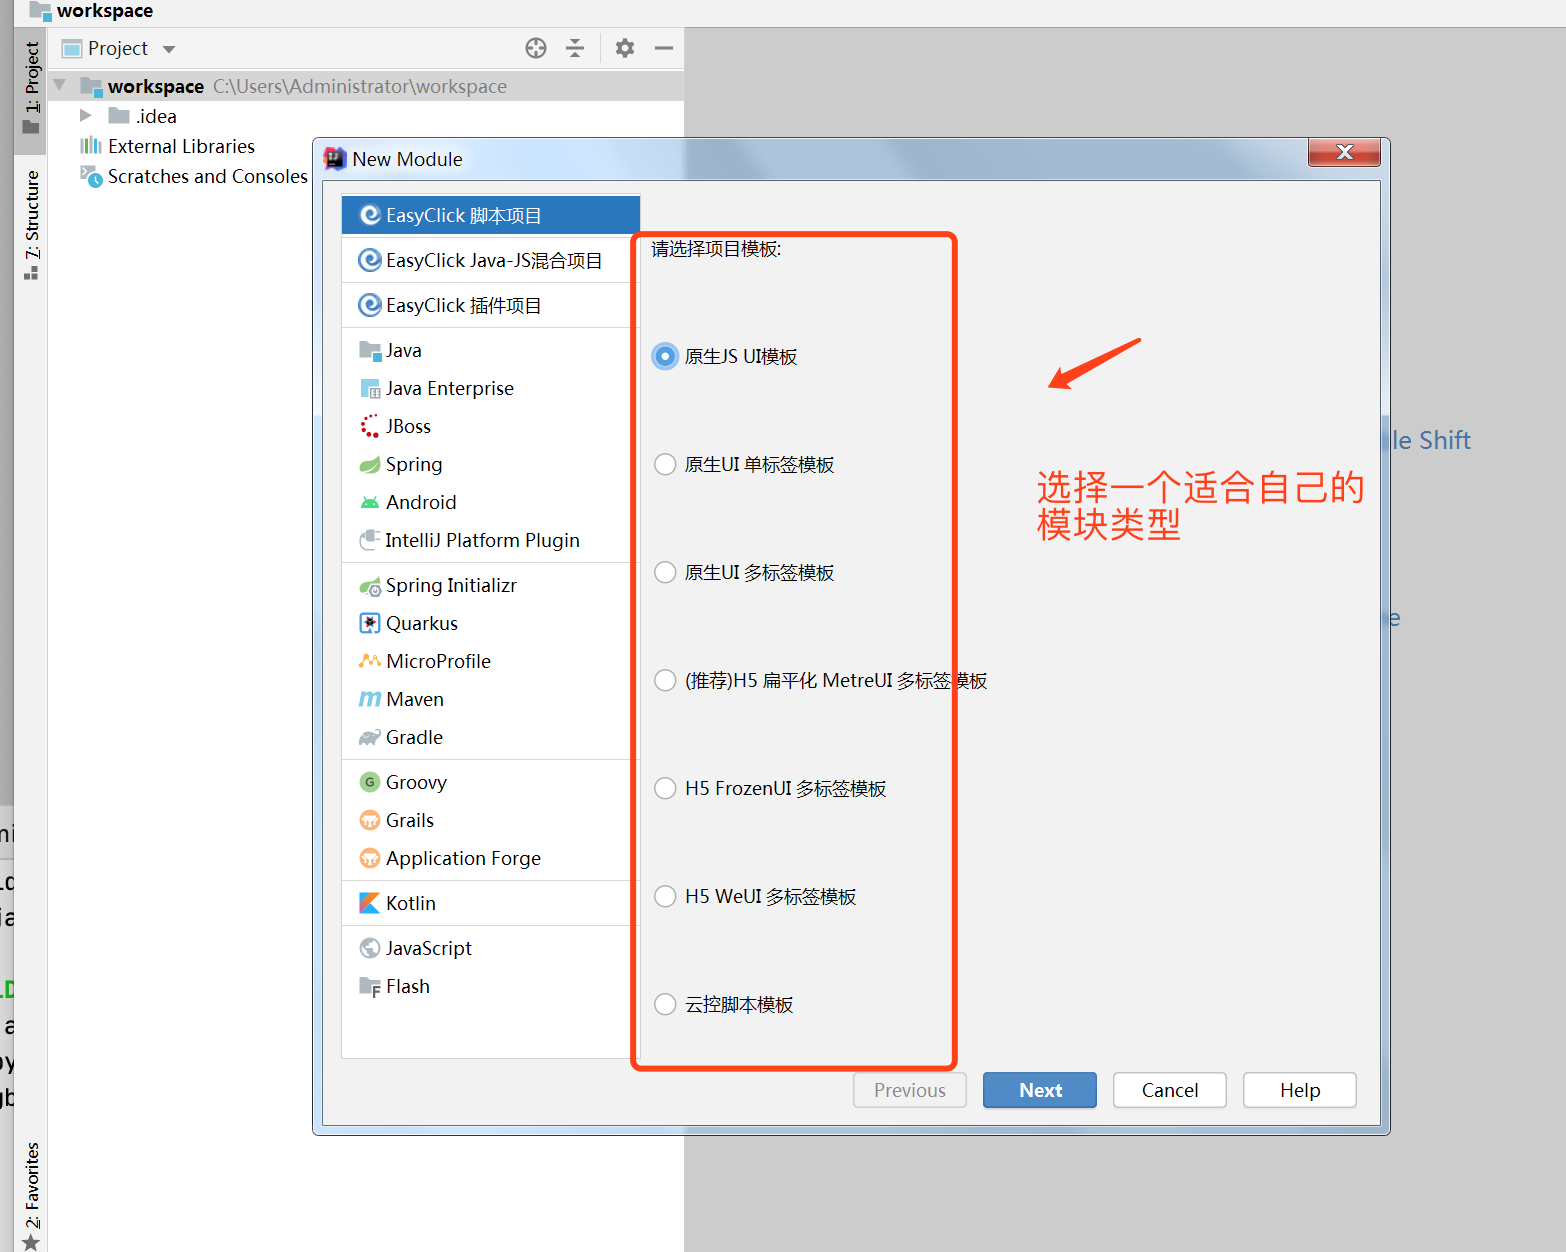 workspace
Project
1: Project
workspace C:\Users\Administrator\workspace
.idea
External Libraries
Scratches and Consoles
7: Structure
New Module
EasyClick 脚本项目
EasyClick Java-JS混合项目
EasyClick 插件项目
Java
Java Enterprise
JBoss
Spring
Android
IntelliJ Platform Plugin
Spring Initializr
Quarkus
MicroProfile
Maven
Gradle
Groovy
Grails
Application Forge
Kotlin
JavaScript
Flash
请选择项目模板:
原生JS UI模板
原生UI 单标签模板
原生UI 多标签模板
(推荐)H5 扁平化 MetreUI 多标签模板
H5 FrozenUI 多标签模板
H5 WeUI 多标签模板
云控脚本模板
选择一个适合自己的
模块类型
le Shift
Previous
Next
Cancel
Help
2: Favorites